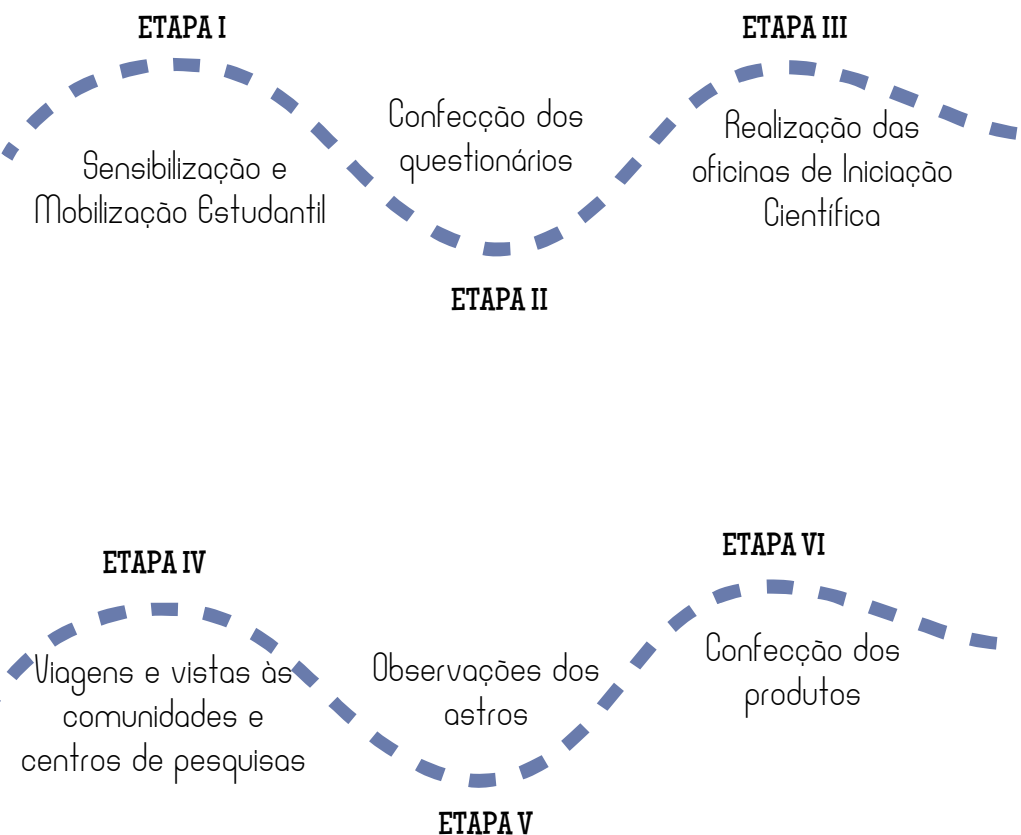 ETAPA I
Sensibilização e
Mobilização Estudantil
Confecção dos
questionários
ETAPA II
ETAPA III
Realização das
oficinas de Iniciação
Científica
ETAPA IV
Viagens e vistas às
comunidades e
centros de pesquisas
Observações dos
astros
ETAPA V
ETAPA VI
Confecção dos
produtos